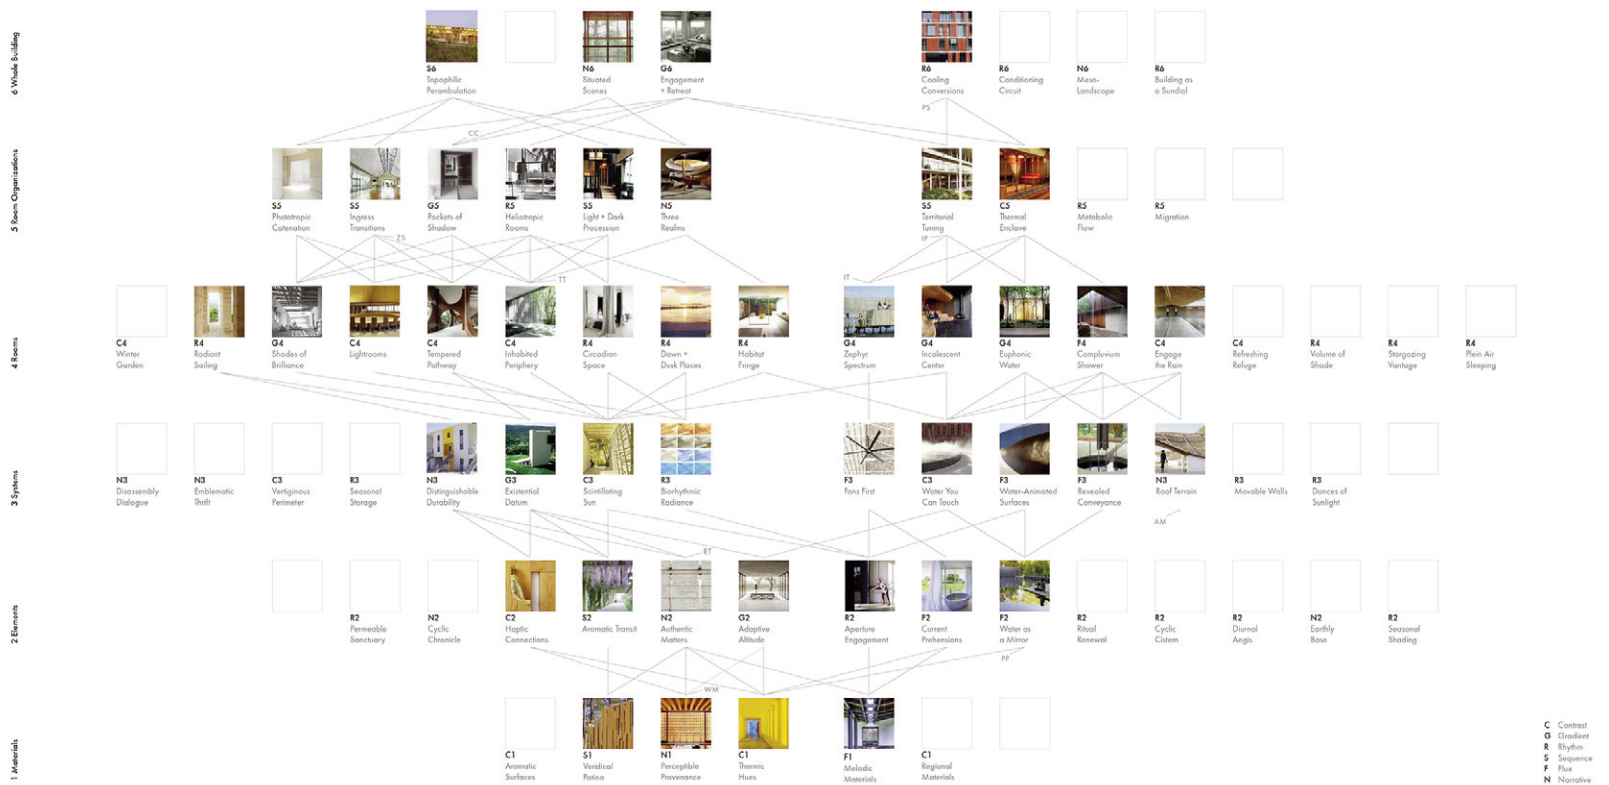 6 Whole Building
S6
Topophilic
Perambulation
N6
Situated
Scenes
G6
Engagement
+ Retreat
R6
Cooling
Conversions
R6
Conditioning
Circuit
N6
Meso-
Landscape
R6
Building as
a Sundial
PS
CC
5 Room Organizations
S5
Phototropic
Catenation
S5
Ingress
Transitions
G5
Pockets of
Shadow
R5
Heliotropic
Rooms
S5
Light + Dark
Procession
N5
Three
Realms
S5
Territorial
Tuning
C5
Thermal
Enclave
R5
Metabolic
Flow
R5
Migration
ZS
IP
TT
IT
4 Rooms
C4
Winter
Garden
R4
Radiant
Sailing
G4
Shades of
Brilliance
C4
Lightrooms
C4
Tempered
Pathway
C4
Inhabited
Periphery
R4
Circadian
Space
R4
Dawn +
Dusk Places
R4
Habitat
Fringe
G4
Zephyr
Spectrum
G4
Incalescent
Center
G4
Euphonic
Water
F4
Compluvium
Shower
C4
Engage
the Rain
C4
Refreshing
Refuge
R4
Volume of
Shade
R4
Stargazing
Vantage
R4
Plein Air
Sleeping
3 Systems
N3
Disassembly
Dialogue
N3
Emblematic
Thrift
C3
Vertiginous
Perimeter
R3
Seasonal
Storage
N3
Distinguishable
Durability
G3
Existential
Datum
C3
Scintillating
Sun
R3
Biorhythmic
Radiance
F3
Fans First
C3
Water You
Can Touch
F3
Water-Animated
Surfaces
F3
Revealed
Conveyance
N3
Roof Terrain
R3
Movable Walls
R3
Dances of
Sunlight
AM
RT
2 Elements
R2
Permeable
Sanctuary
N2
Cyclic
Chronicle
C2
Haptic
Connections
S2
Aromatic Transit
N2
Authentic
Matters
G2
Adaptive
Altitude
R2
Aperture
Engagement
F2
Current
Prehensions
F2
Water as
a Mirror
R2
Ritual
Renewal
R2
Cyclic
Cistern
R2
Diurnal
Aegis
N2
Earthly
Base
R2
Seasonal
Shading
PP
WM
1 Materials
C1
Aromatic
Surfaces
S1
Veridical
Patina
N1
Perceptible
Provenance
C1
Thermic
Hues
F1
Melodic
Materials
C1
Regional
Materials
C Contrast
G Gradient
R Rhythm
S Sequence
F Flux
N Narrative